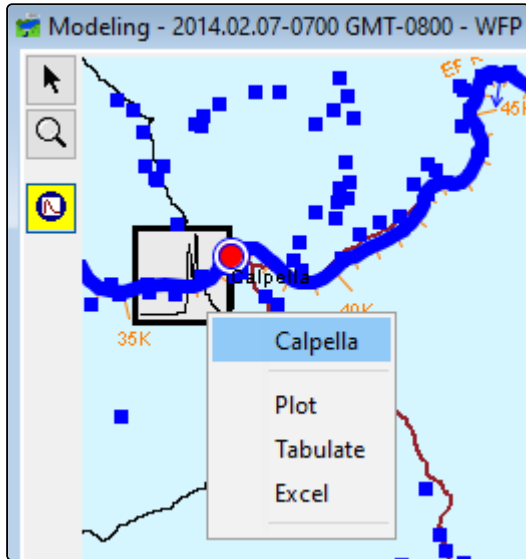 Modeling - 2014.02.07-0700 GMT-0800 - WFP
EF R
45K
Calpella
40K
35K
Calpella
Plot
Tabulate
Excel